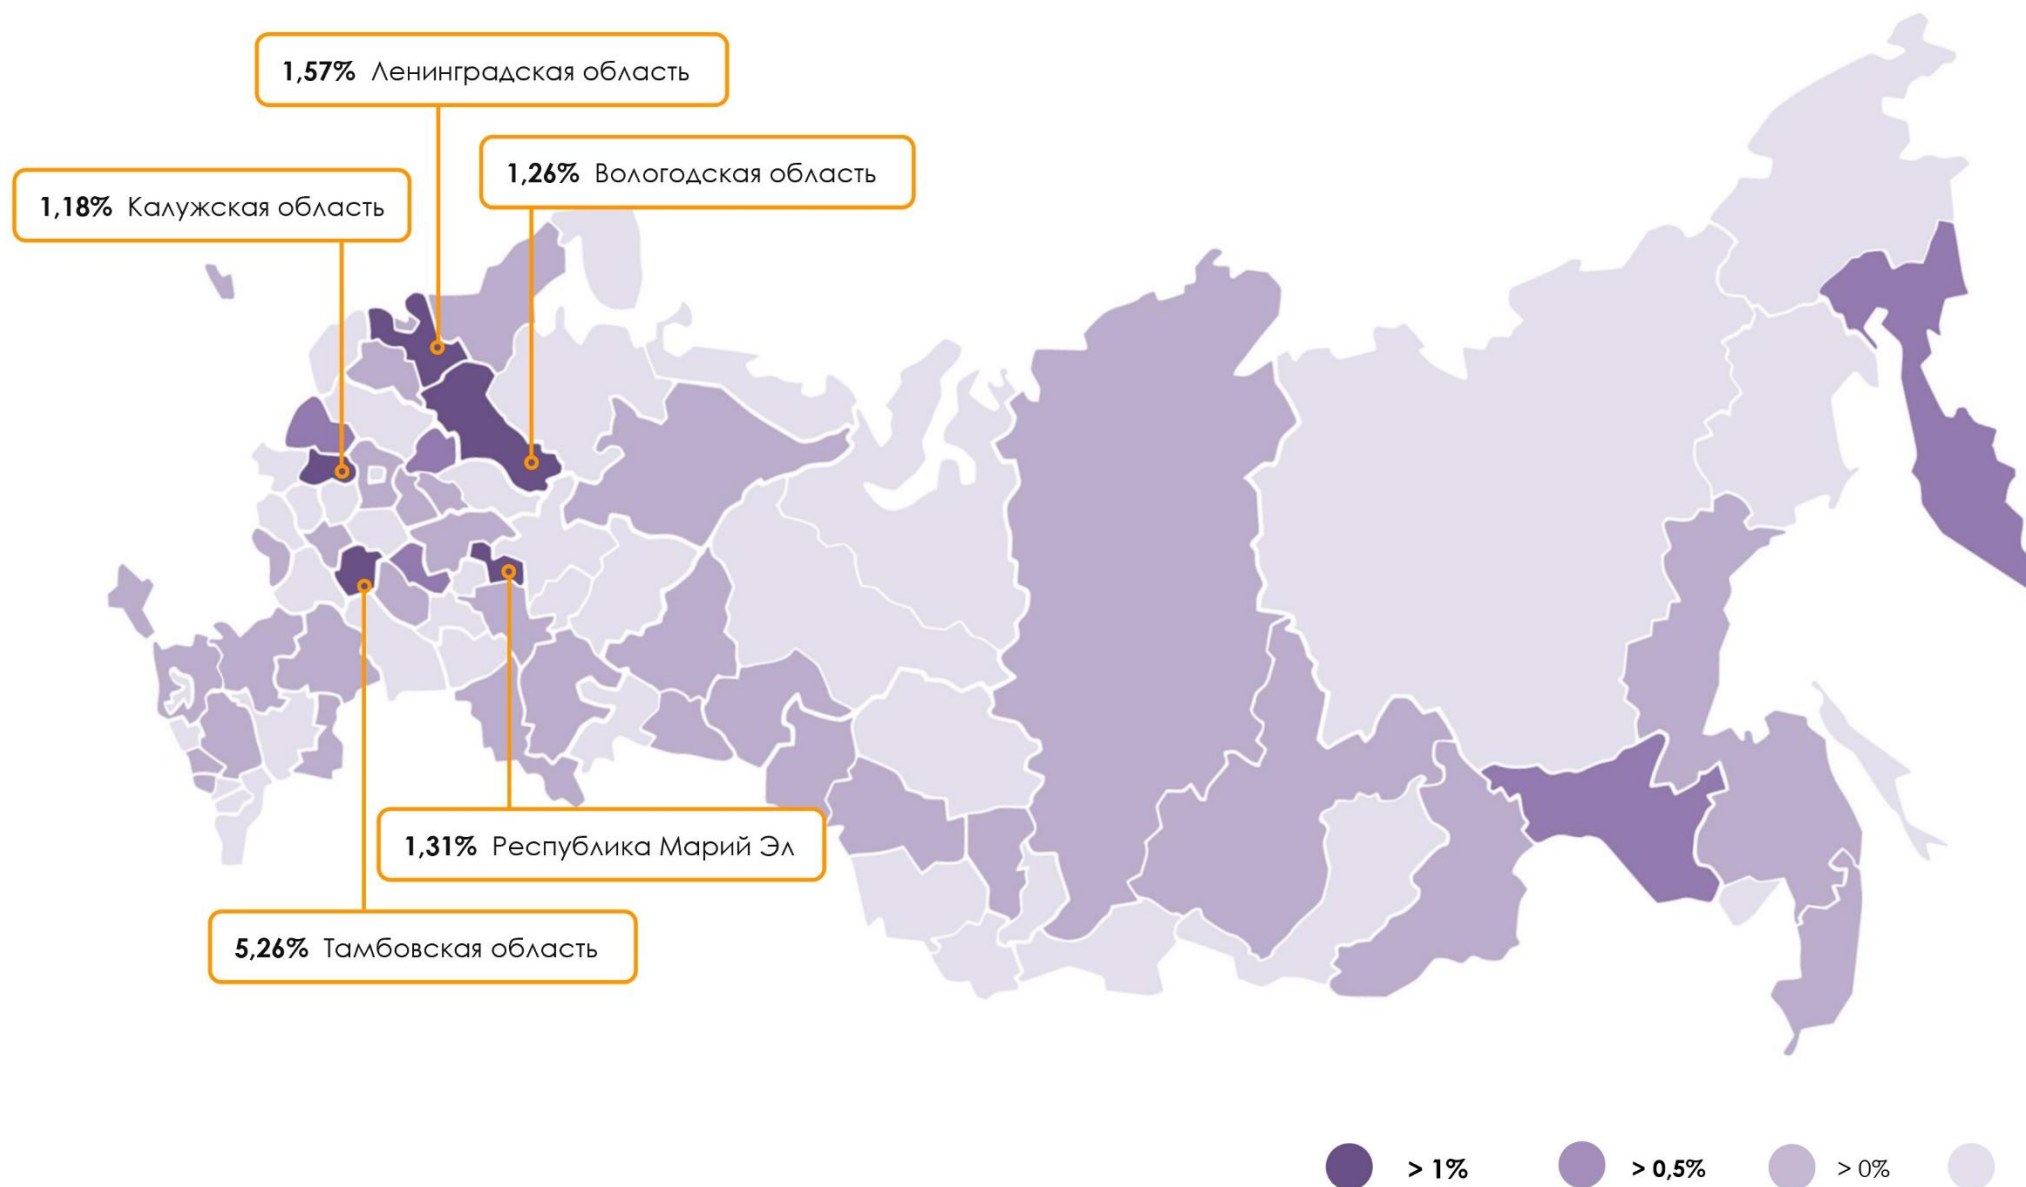 1,57% Ленинградская область
1,26% Вологодская область
1,18% Калужская область
1,31% Республика Марий Эл
5,26% Тамбовская область
> 1%
> 0,5%
> 0%